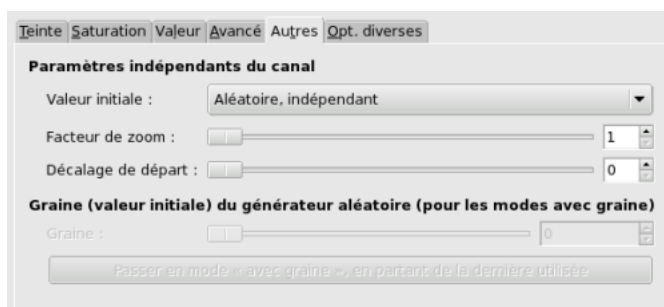 Teinte Saturation Valeur Avancé Autres Opt. diverses
Paramètres indépendants du canal
Valeur initiale : Aléatoire, indépendant
Facteur de zoom : 1
Décalage de départ : 0
Graine (valeur initiale) du générateur aléatoire (pour les modes avec graine)
Graine : 0
Passer en mode « avec graine », en partant de la dernière utilisée